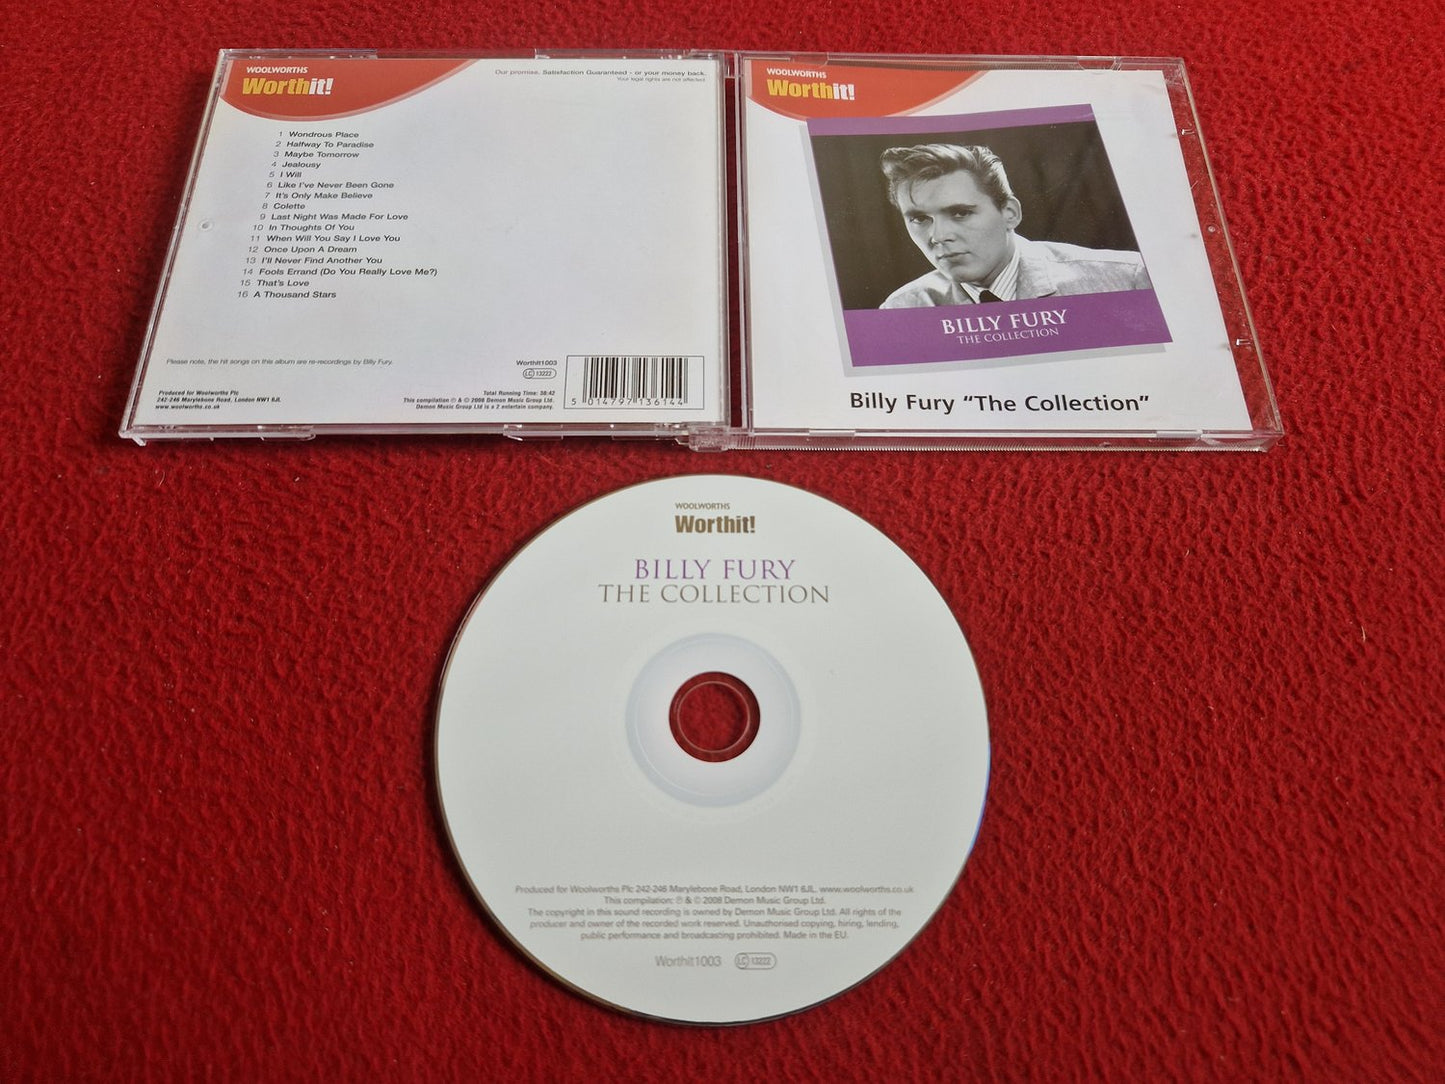 WOOLWORTHS
Worthit!
Our promise. Satisfaction Guaranteed - or your money back.
Your legal rights are not affected
1 Wondrous Place
2 Halfway To Paradise
3 Maybe Tomorrow
4 Jealousy
5 I Will
6 Like I've Never Been Gone
7 It's Only Make Believe
8 Colette
9 Last Night Was Made For Love
10 In Thoughts Of You
11 When Will You Say I Love You
12 Once Upon A Dream
13 I'll Never Find Another You
14 Fools Errand (Do You Really Love Me?)
15 That's Love
16 A Thousand Stars
Please note, the hit songs on this album are re-recordings by Billy Fury.
Worthit1003
LC 13222
Produced for Woolworths Plc
242-246 Marylebone Road, London NW1 6JL
www.woolworths.co.uk
Total Running Time: 38:42
This compilation ℗ & © 2008 Demon Music Group Ltd.
Demon Music Group Ltd is a 2 entertain company.
5 014797 136144
WOOLWORTHS
Worthit!
BILLY FURY
THE COLLECTION
Billy Fury "The Collection"
WOOLWORTHS
Worthit!
BILLY FURY
THE COLLECTION
Produced for Woolworths Plc 242-246 Marylebone Road, London NW1 6JL. www.woolworths.co.uk
This compilation: ℗ & © 2008 Demon Music Group Ltd.
The copyright in this sound recording is owned by Demon Music Group Ltd. All rights of the
producer and owner of the recorded work reserved. Unauthorised copying, hiring, lending,
public performance and broadcasting prohibited. Made in the EU.
Worthit1003 LC 13222